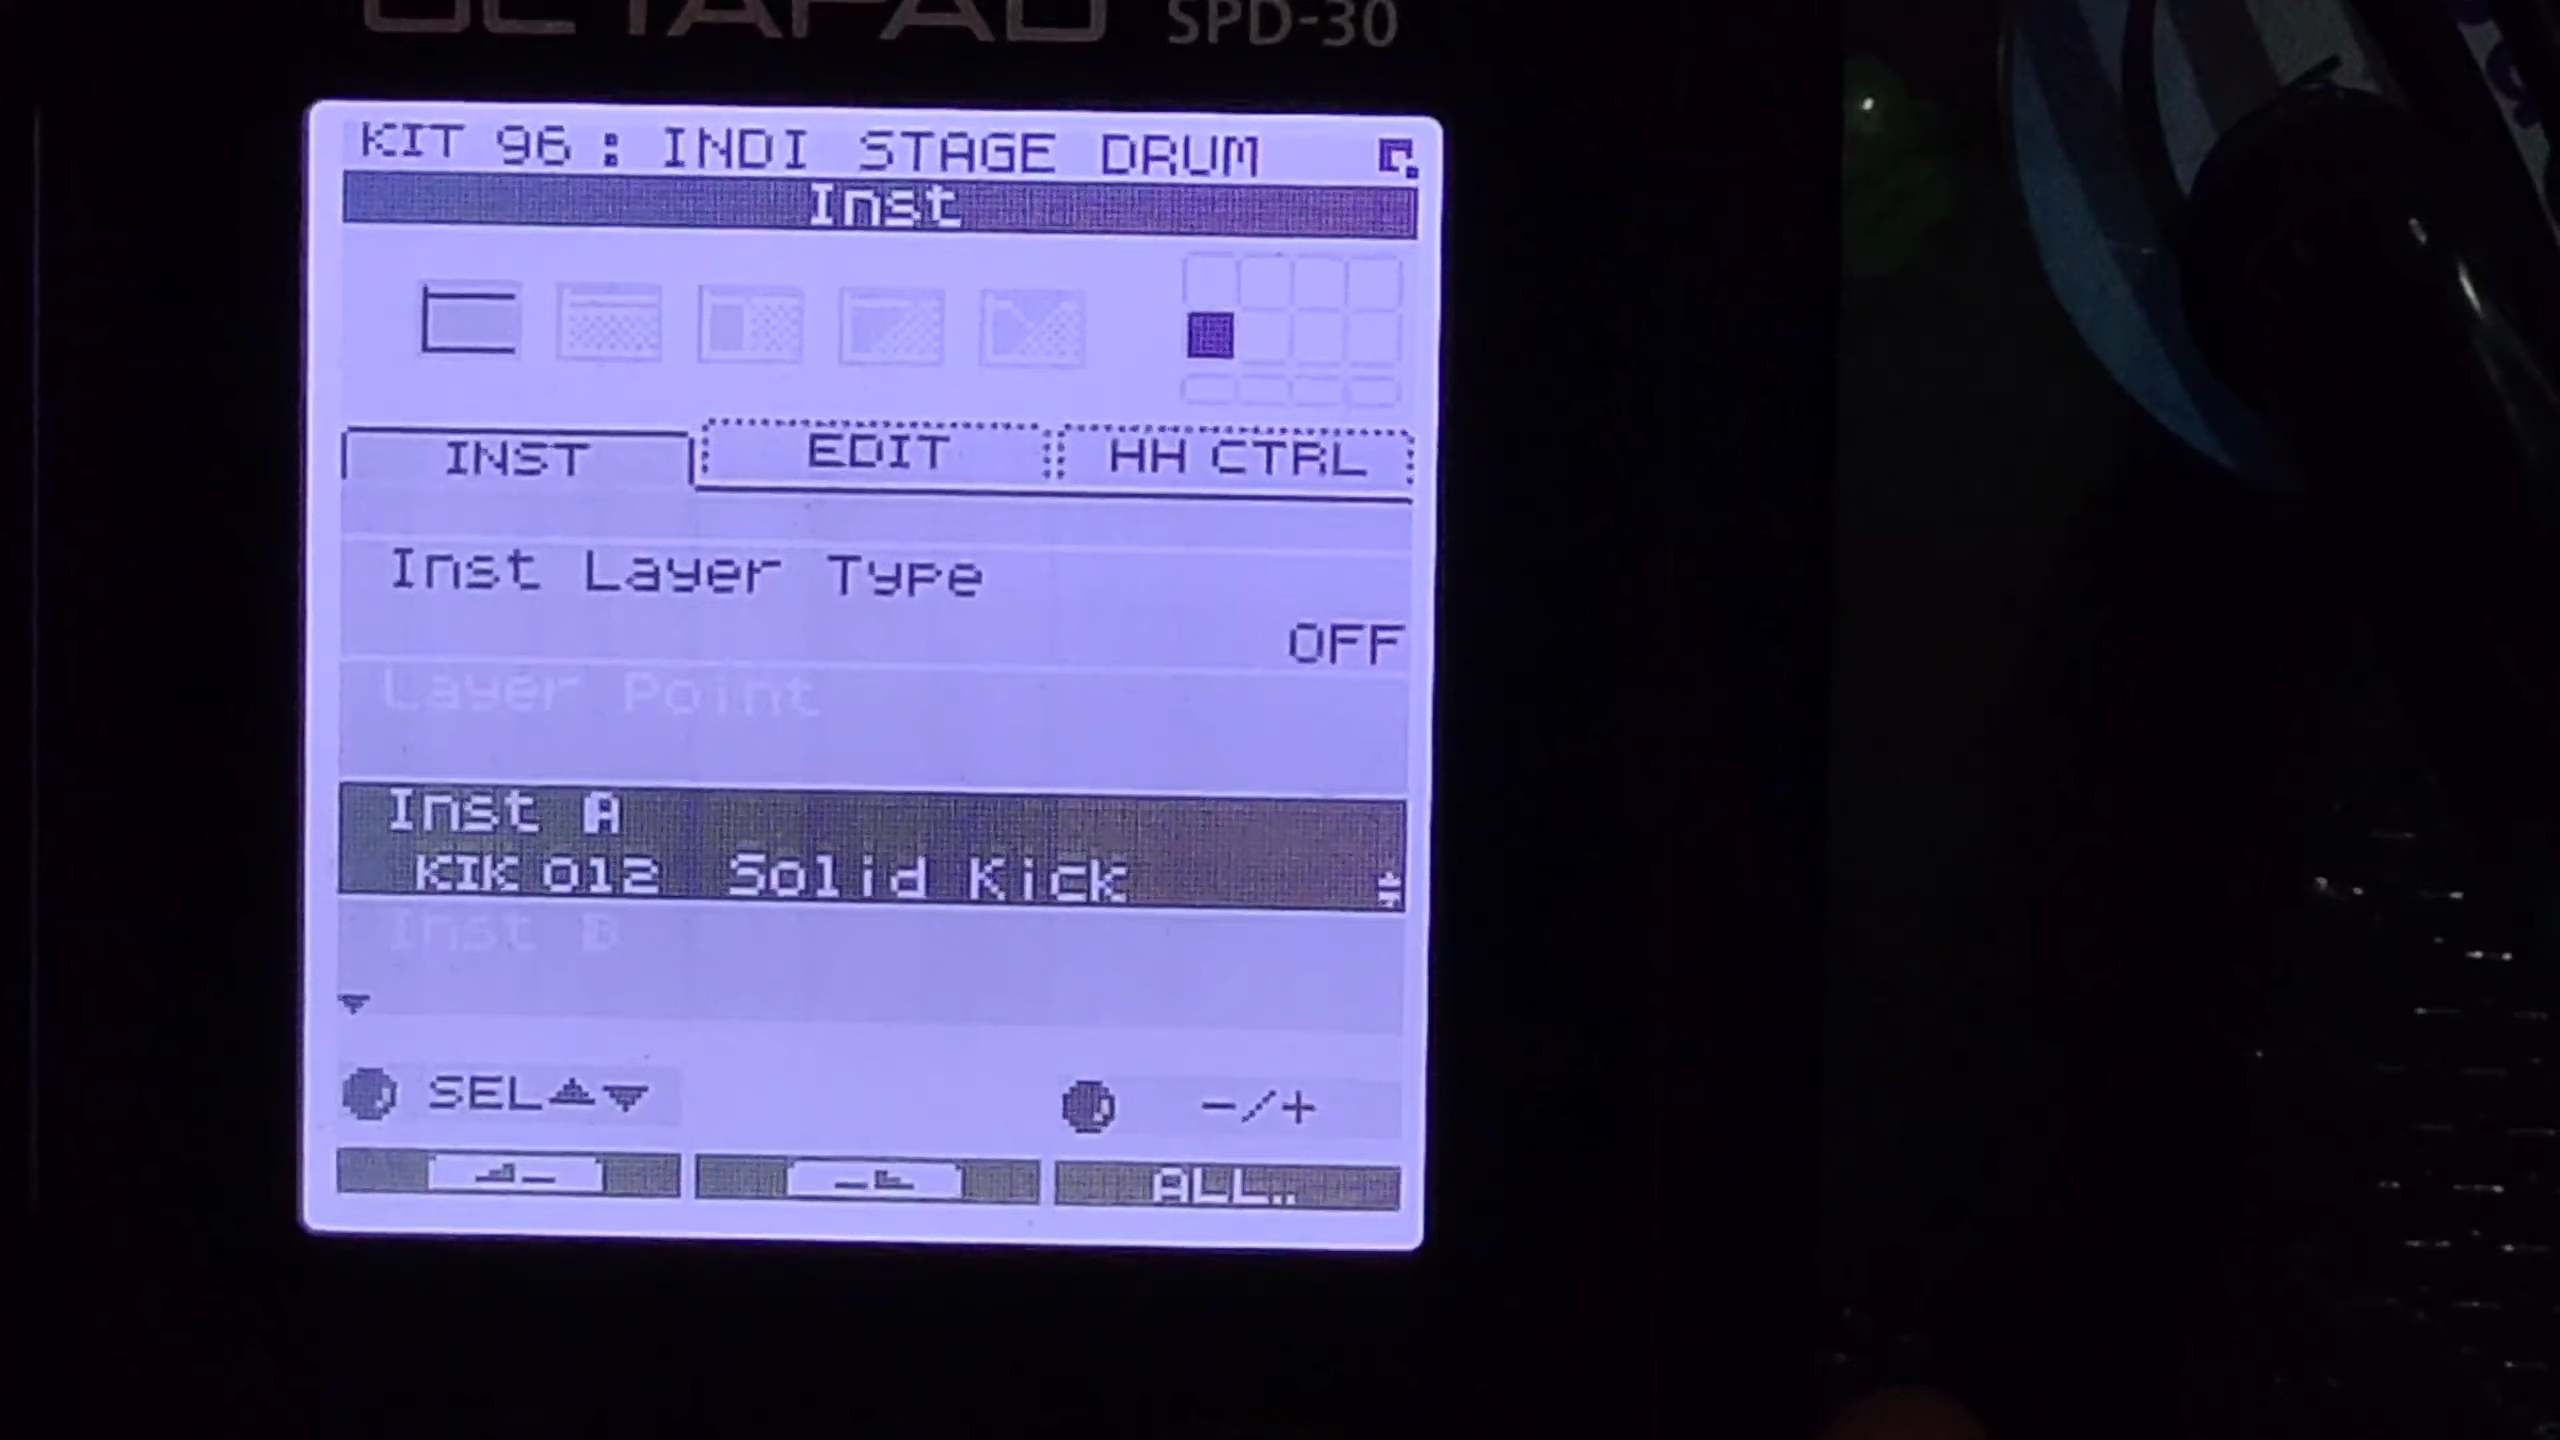 OCTAPAD SPD-30
KIT 96 : INDI STAGE DRUM
Inst
INST EDIT HH CTRL
Inst Layer Type
OFF
Layer Point
Inst A
KIK 012 Solid Kick
Inst B
SEL▲▼ -/+
ALL..